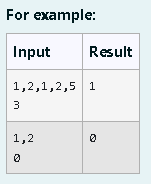 For example:
Input Result
1,2,1,2,5 1
3
1,2 0
0